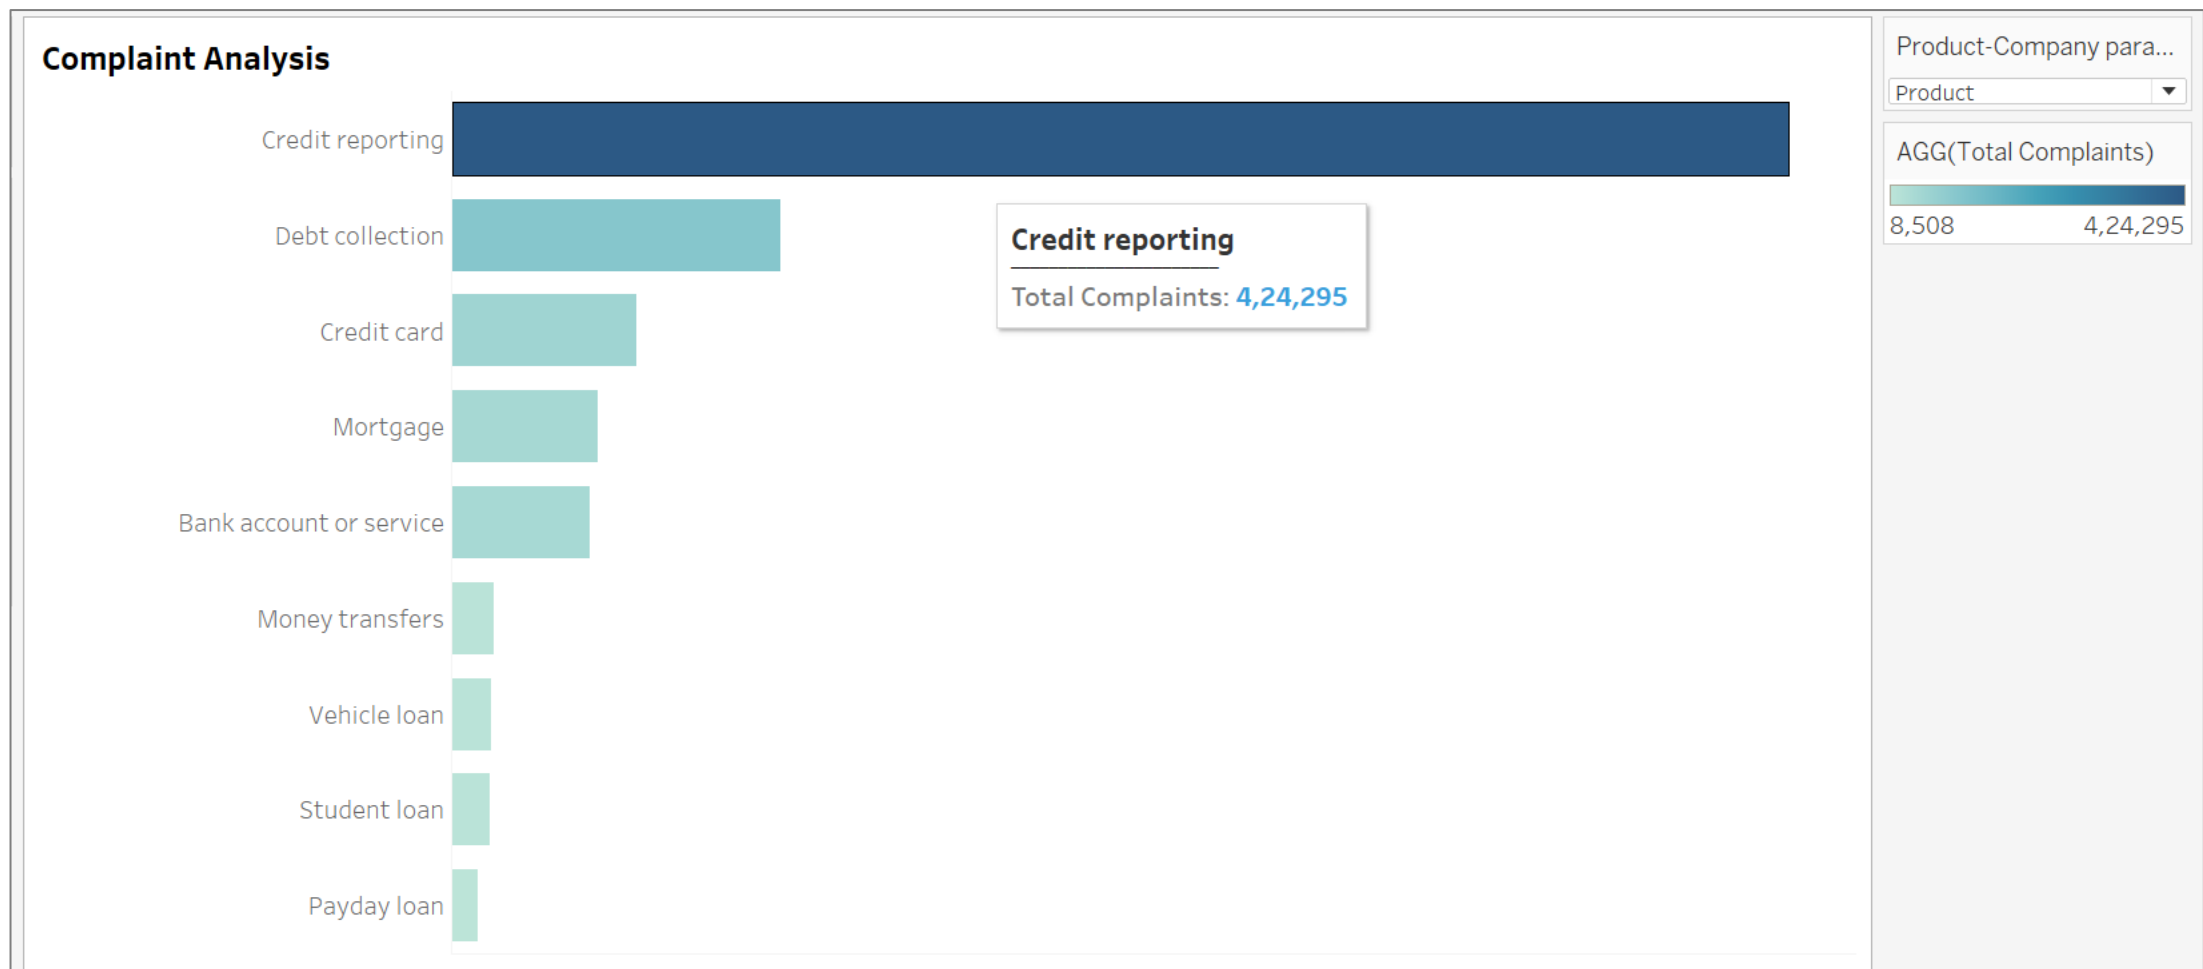 Complaint Analysis
Credit reporting
Debt collection
Credit card
Mortgage
Bank account or service
Money transfers
Vehicle loan
Student loan
Payday loan
Credit reporting
Total Complaints: 4,24,295
Product-Company para...
Product
AGG(Total Complaints)
8,508 4,24,295